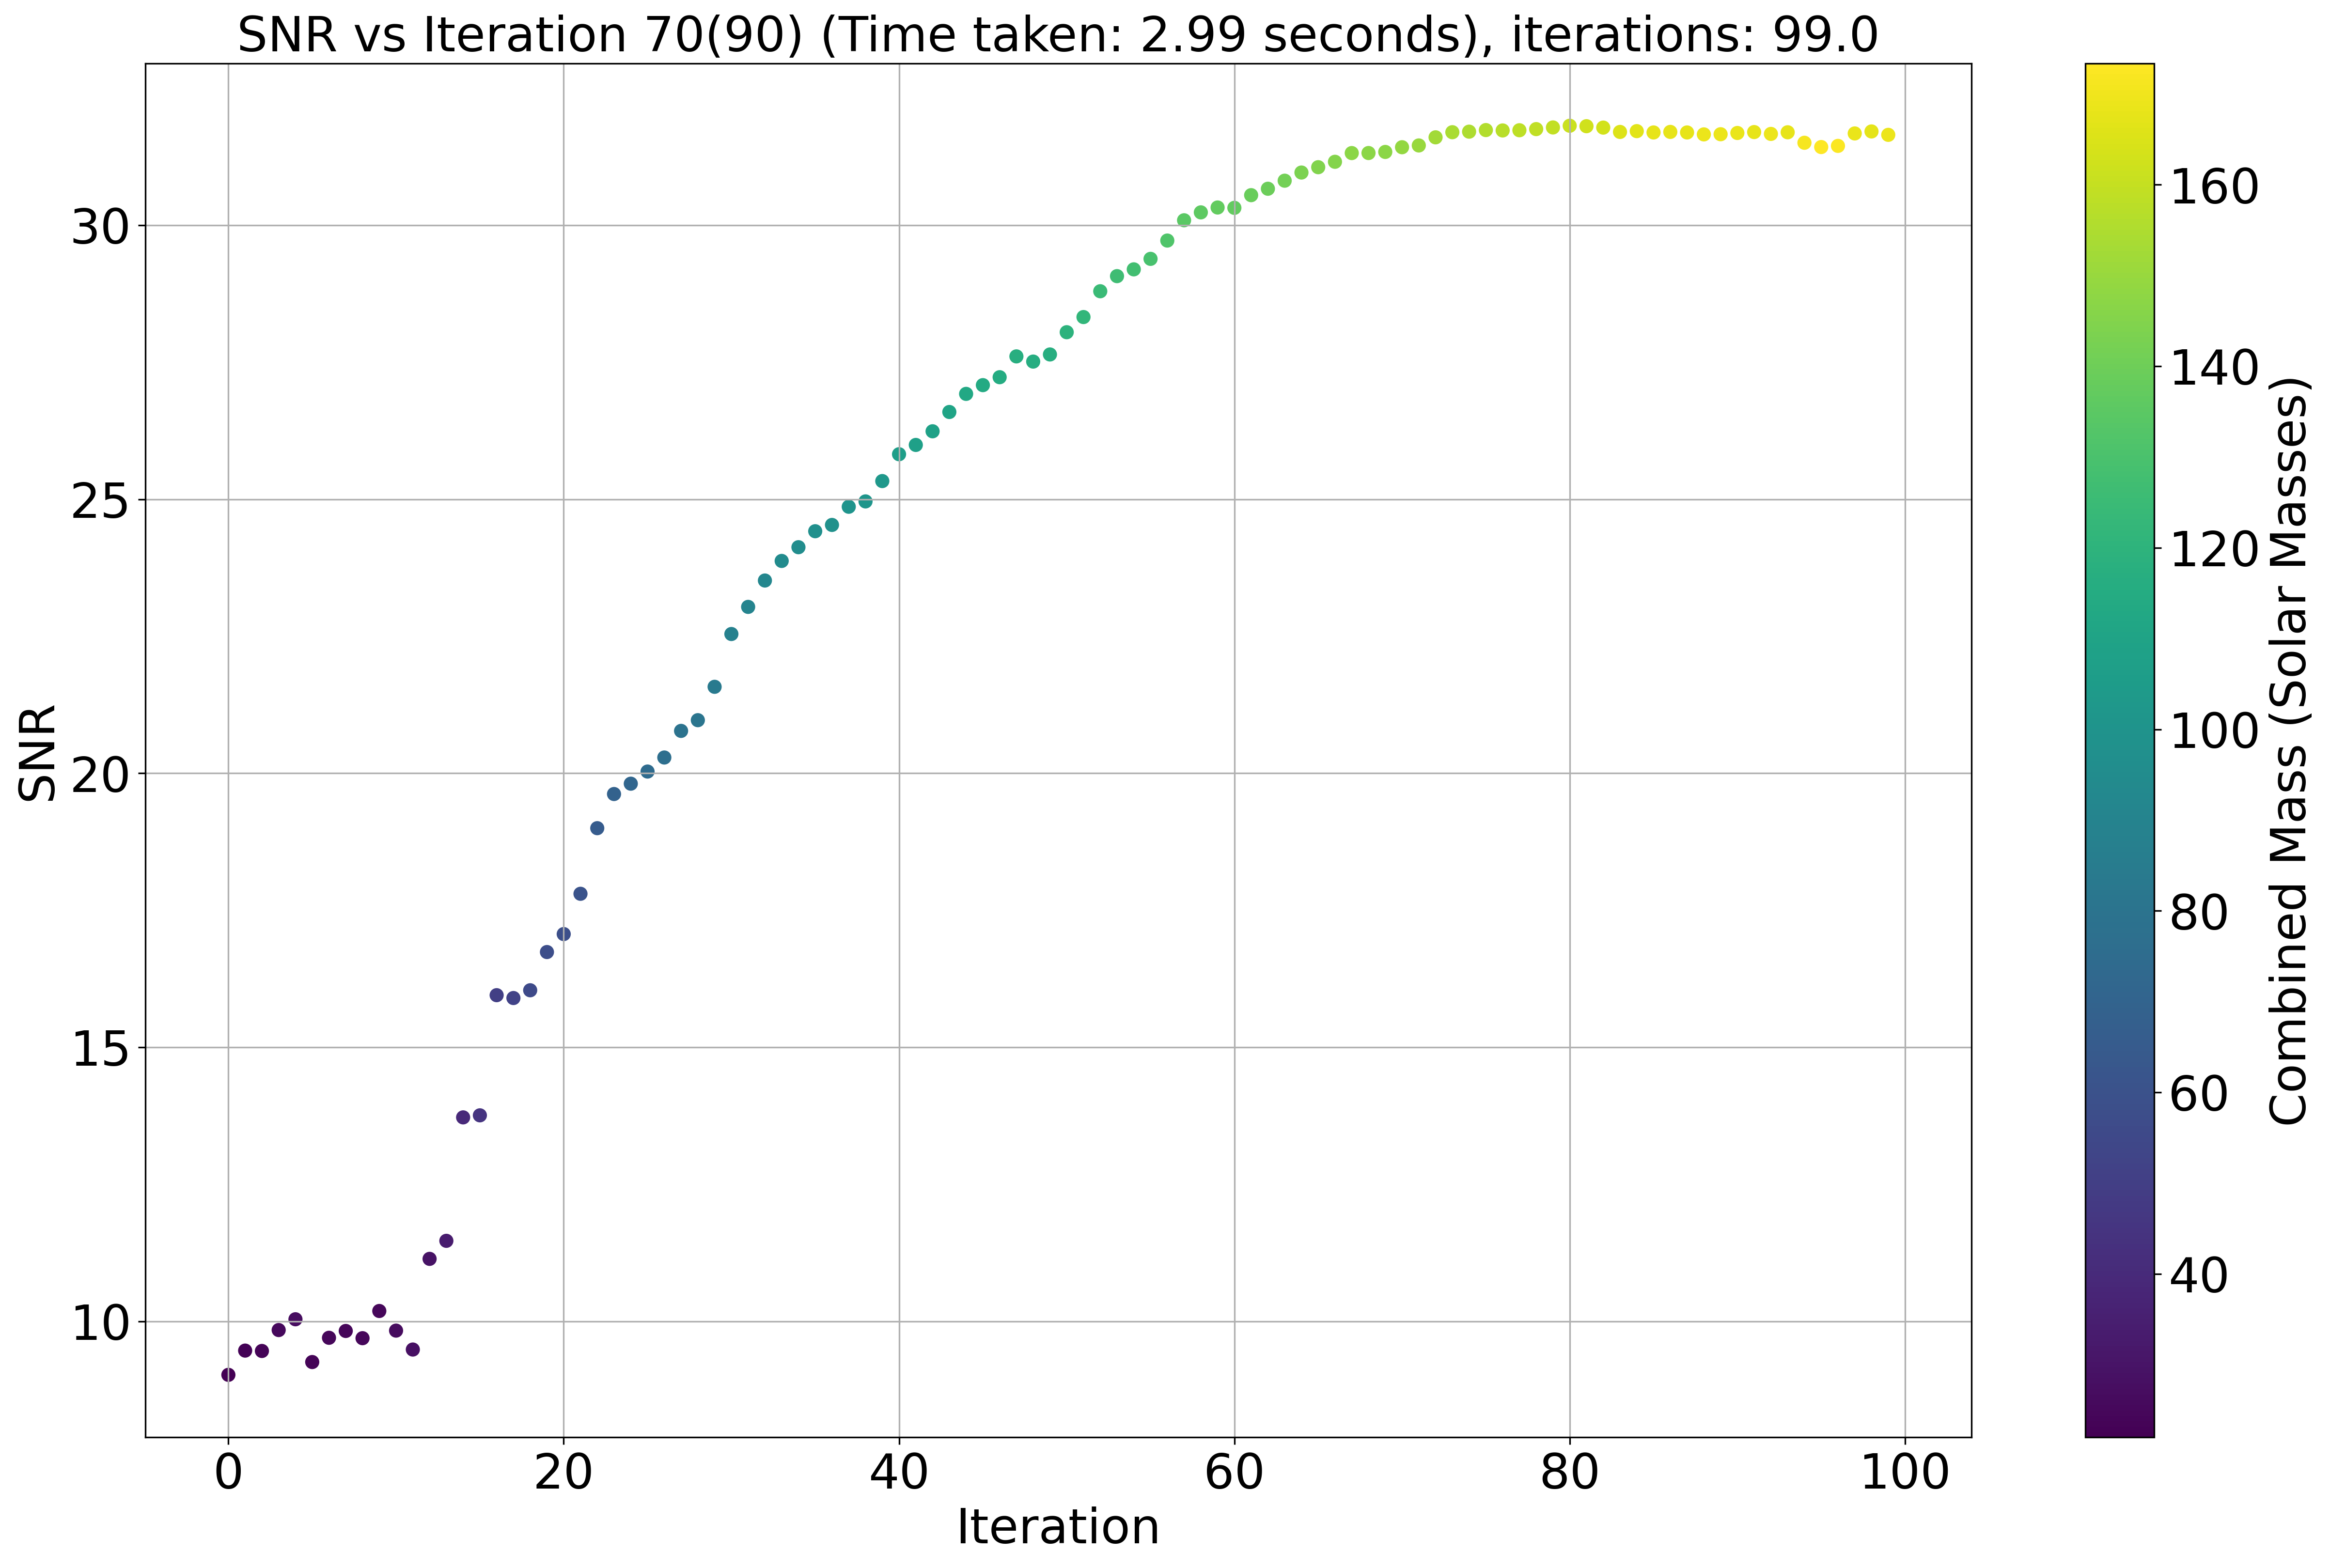 SNR vs Iteration 70(90) (Time taken: 2.99 seconds), iterations: 99.0
SNR
30
25
20
15
10
0 20 40 60 80 100
Iteration
160
140
120
100
80
60
40
Combined Mass (Solar Masses)